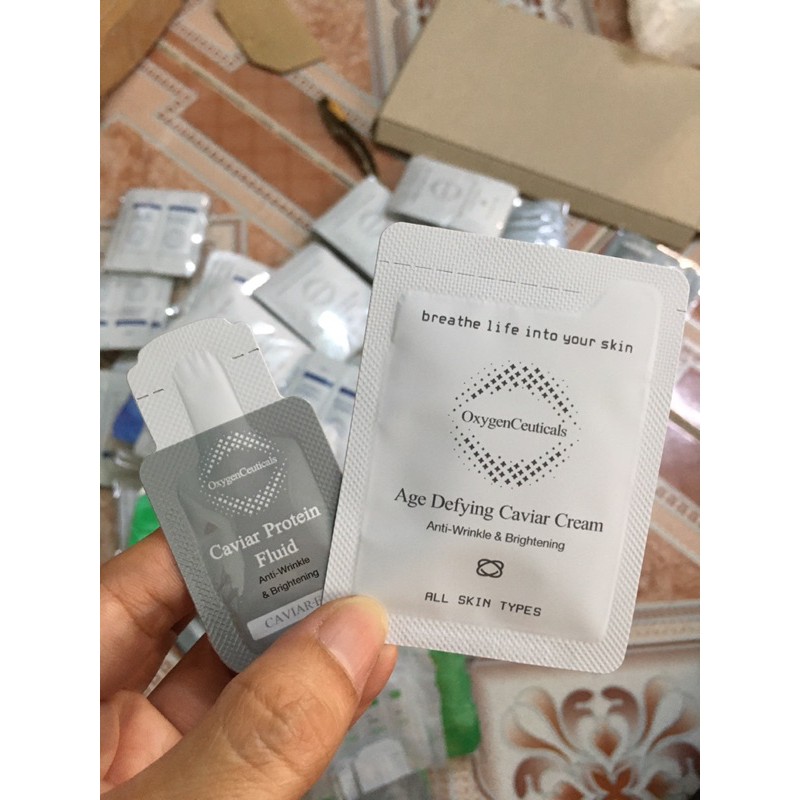 OxygenCeuticals
Caviar Protein
Fluid
Anti-Wrinkle
& Brightening
breathe life into your skin
OxygenCeuticals
Age Defying Caviar Cream
Anti-Wrinkle & Brightening
ALL SKIN TYPES